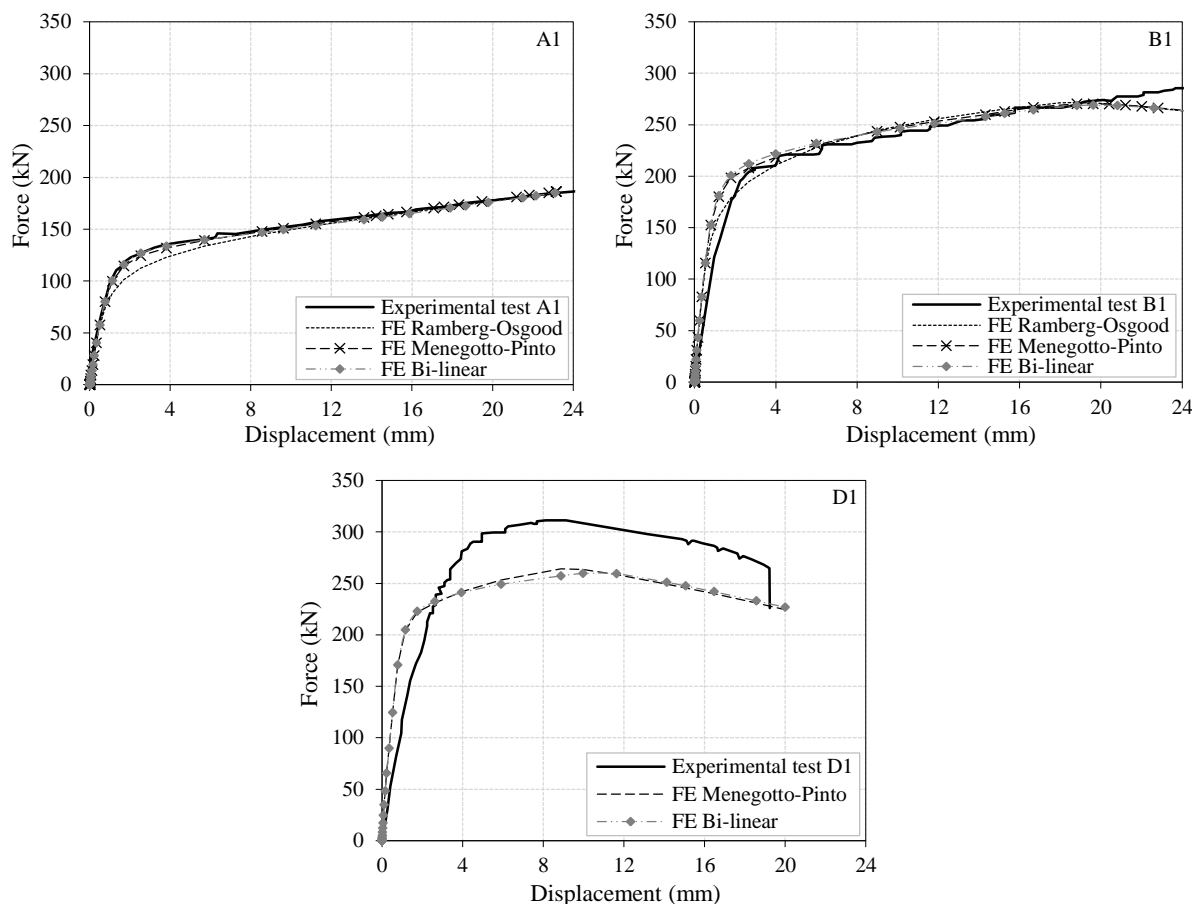 350
300
250
200
150
100
50
0
Force (kN)
A1
Experimental test A1
FE Ramberg-Osgood
FE Menegotto-Pinto
FE Bi-linear
0 4 8 12 16 20 24
Displacement (mm)
350
300
250
200
150
100
50
0
Force (kN)
B1
Experimental test B1
FE Ramberg-Osgood
FE Menegotto-Pinto
FE Bi-linear
0 4 8 12 16 20 24
Displacement (mm)
350
300
250
200
150
100
50
0
Force (kN)
D1
Experimental test D1
FE Menegotto-Pinto
FE Bi-linear
0 4 8 12 16 20 24
Displacement (mm)